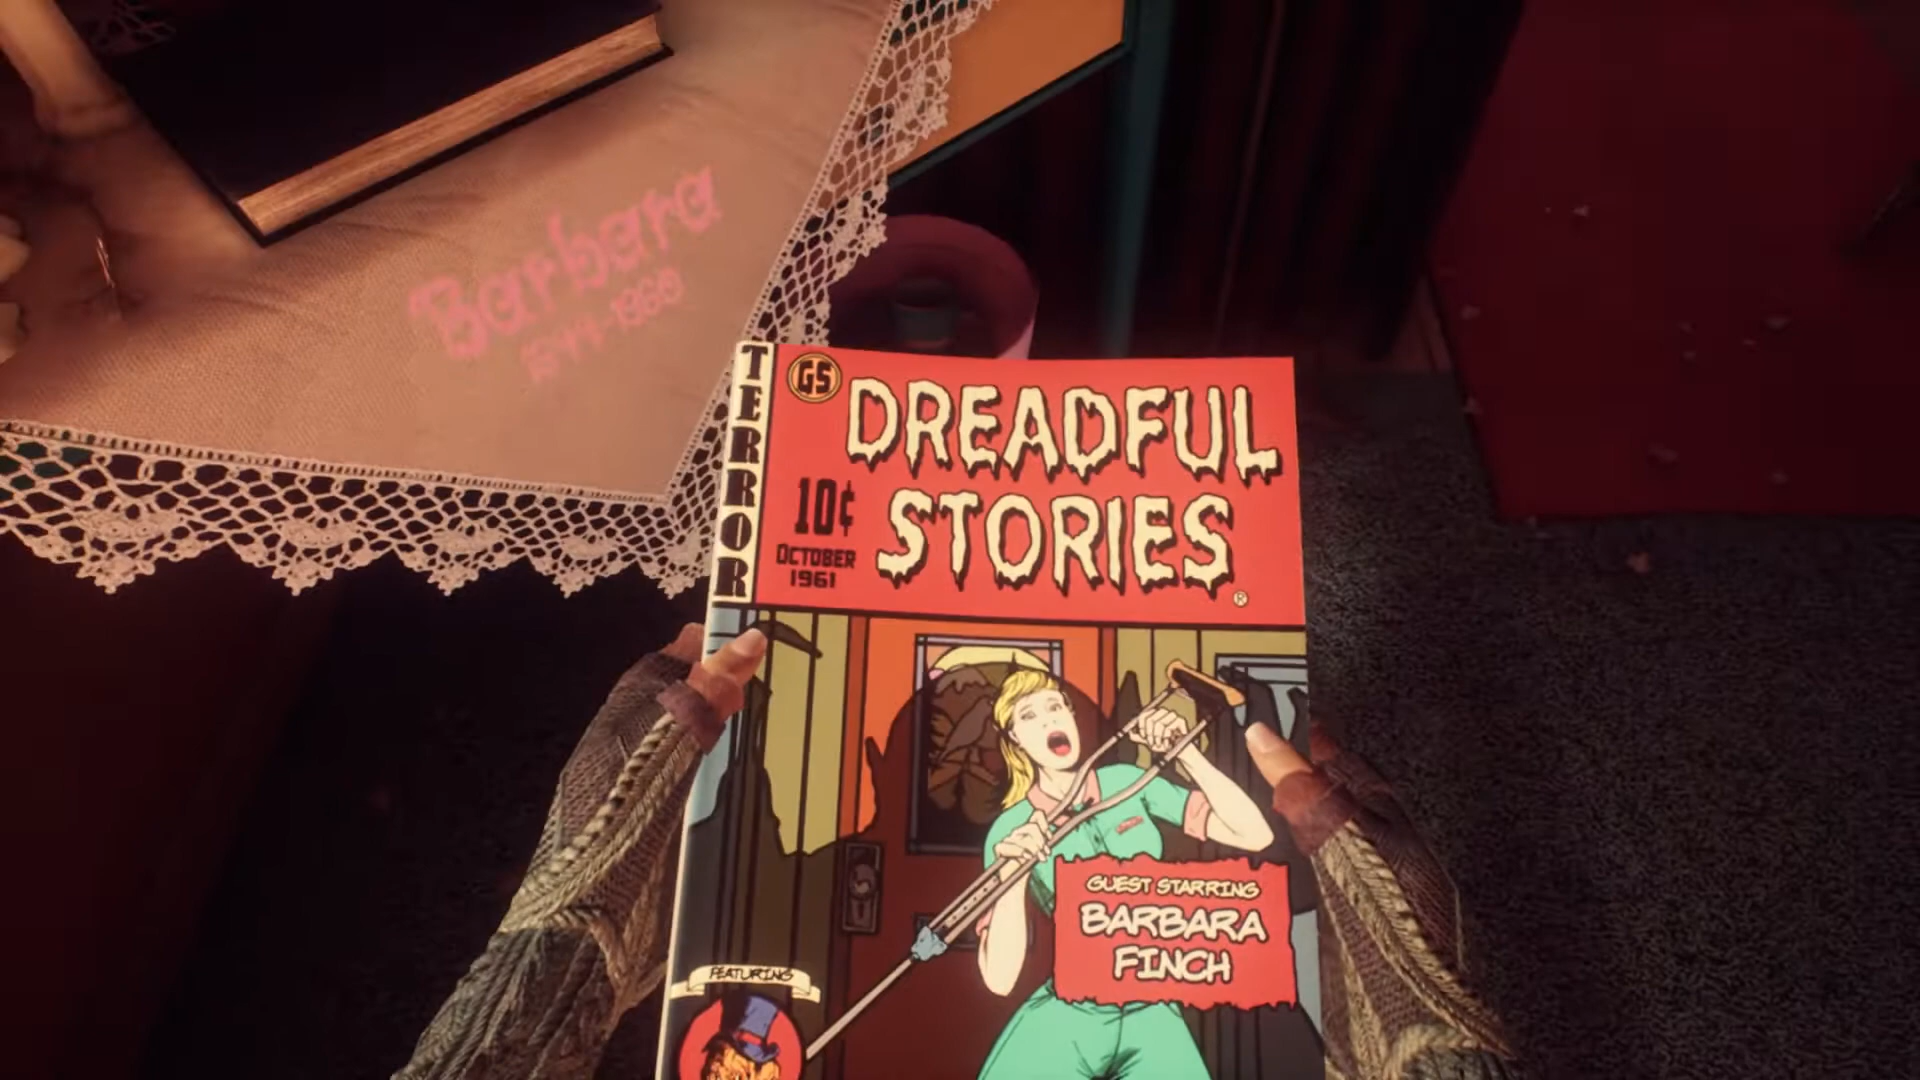 Barbara
1944-1960
TERROR
GS
DREADFUL
STORIES
10¢
OCTOBER
1961
®
GUEST STARRING
BARBARA
FINCH
FEATURING